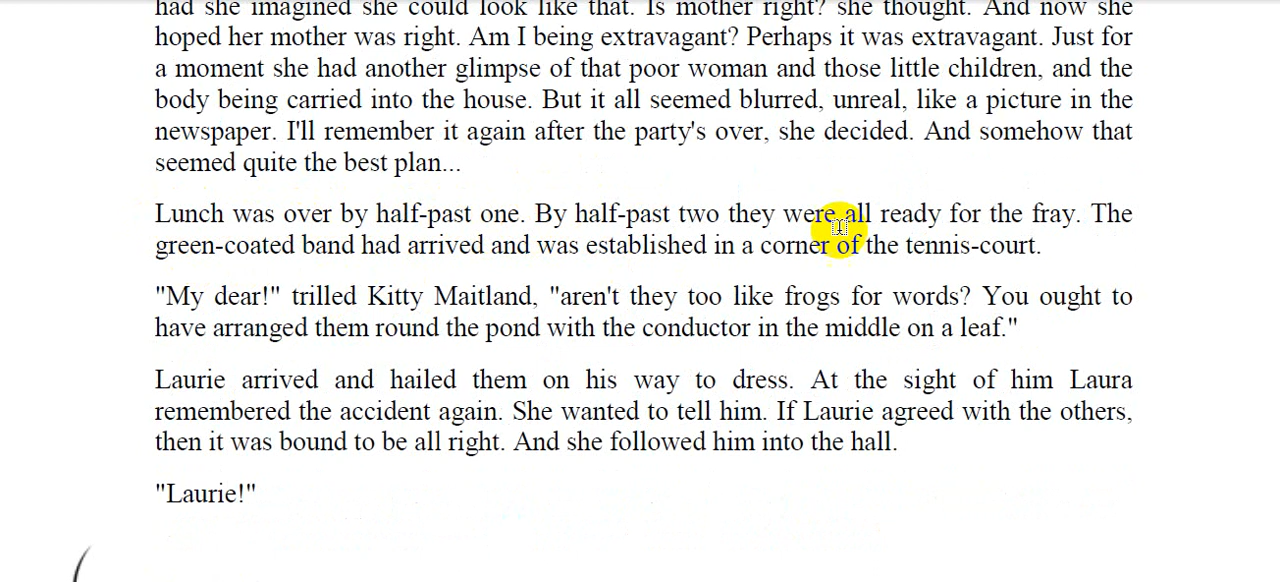 had she imagined she could look like that. Is mother right? she thought. And now she
hoped her mother was right. Am I being extravagant? Perhaps it was extravagant. Just for
a moment she had another glimpse of that poor woman and those little children, and the
body being carried into the house. But it all seemed blurred, unreal, like a picture in the
newspaper. I'll remember it again after the party's over, she decided. And somehow that
seemed quite the best plan...
Lunch was over by half-past one. By half-past two they were all ready for the fray. The
green-coated band had arrived and was established in a corner of the tennis-court.
"My dear!" trilled Kitty Maitland, "aren't they too like frogs for words? You ought to
have arranged them round the pond with the conductor in the middle on a leaf."
Laurie arrived and hailed them on his way to dress. At the sight of him Laura
remembered the accident again. She wanted to tell him. If Laurie agreed with the others,
then it was bound to be all right. And she followed him into the hall.
"Laurie!"